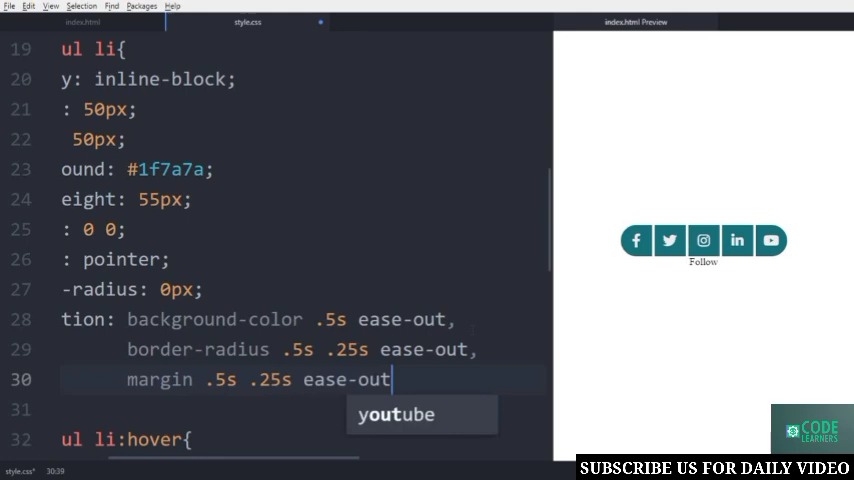 File Edit View Selection Find Packages Help
index.html style.css index.html Preview
19 ul li{
20 y: inline-block;
21 : 50px;
22 50px;
23 ound: #1f7a7a;
24 eight: 55px;
25 : 0 0;
26 : pointer;
27 -radius: 0px;
28 tion: background-color .5s ease-out,
29 border-radius .5s .25s ease-out,
30 margin .5s .25s ease-out
youtube
31
32 ul li:hover{
Follow
CODE
LEARNERS
style.css* 30:39
SUBSCRIBE US FOR DAILY VIDEO